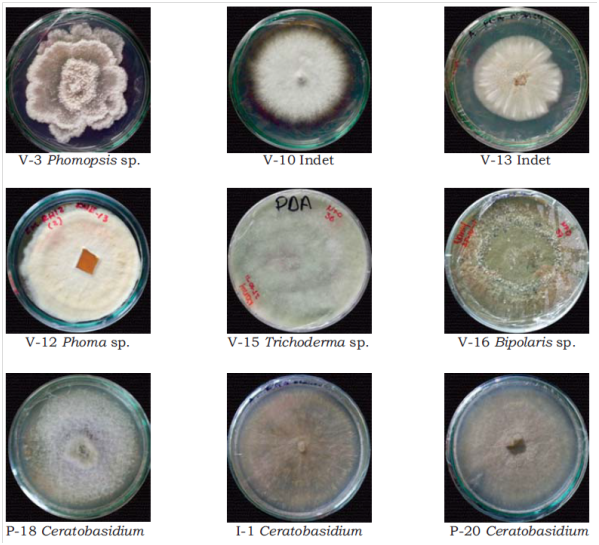 V-3 Phomopsis sp.
V-10 Indet
V-13 Indet
V-12 Phoma sp.
PDA
V-15 Trichoderma sp.
V-16 Bipolaris sp.
P-18 Ceratobasidium
I-1 Ceratobasidium
P-20 Ceratobasidium